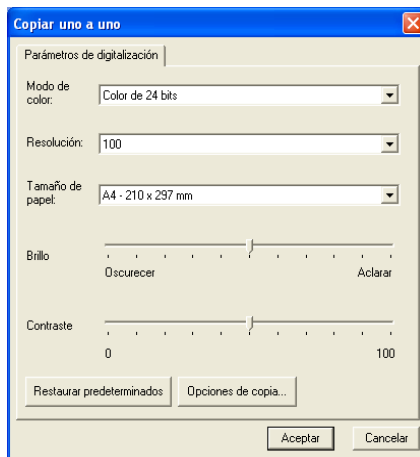 Copiar uno a uno
Parámetros de digitalización
Modo de
color:
Color de 24 bits
Resolución:
100
Tamaño de
papel:
A4 - 210 x 297 mm
Brillo
Oscurecer Aclarar
Contraste
0 100
Restaurar predeterminados Opciones de copia...
Aceptar Cancelar